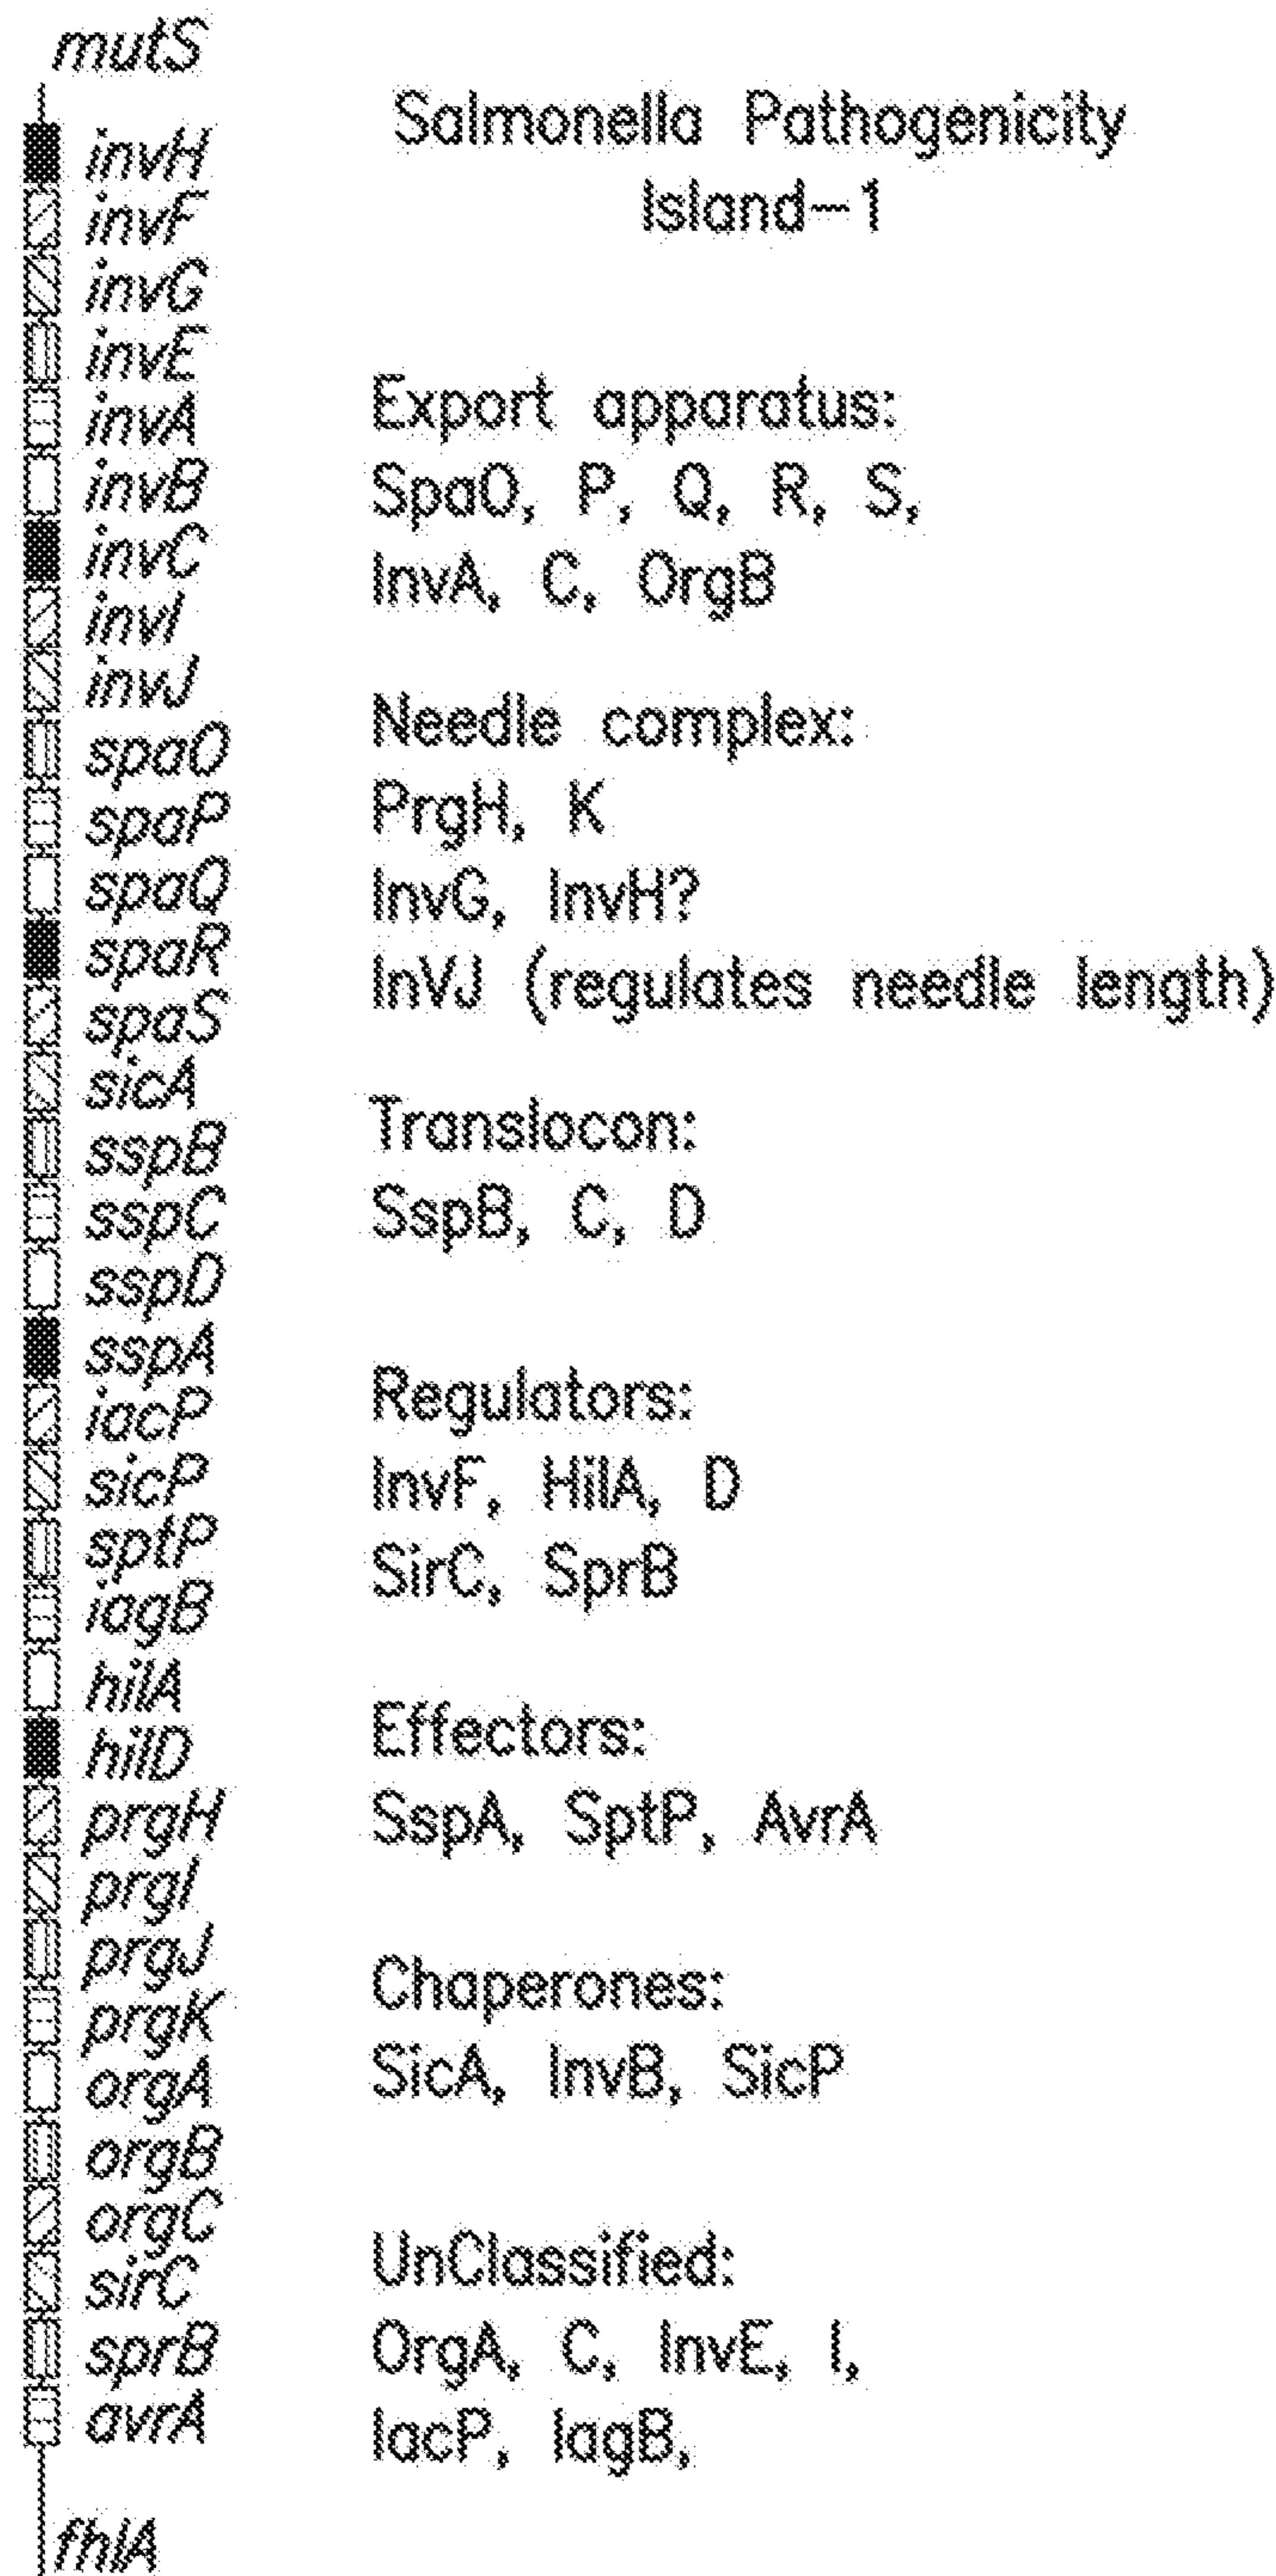 mutS
invH
invF
invG
invE
invA
invB
invC
invI
invJ
spaO
spaP
spaQ
spaR
spaS
sicA
sspB
sspC
sspD
sspA
iacP
sicP
sptP
iagB
hilA
hilD
prgH
prgI
prgJ
prgK
orgA
orgB
orgC
sirC
sprB
avrA
fhlA
Salmonella Pathogenicity
Island-1
Export apparatus:
SpaO, P, Q, R, S,
InvA, C, OrgB
Needle complex:
PrgH, K
InvG, InvH?
InVJ (regulates needle length)
Translocon:
SspB, C, D
Regulators:
InvF, HilA, D
SirC, SprB
Effectors:
SspA, SptP, AvrA
Chaperones:
SicA, InvB, SicP
UnClassified:
OrgA, C, InvE, I,
IacP, IagB,